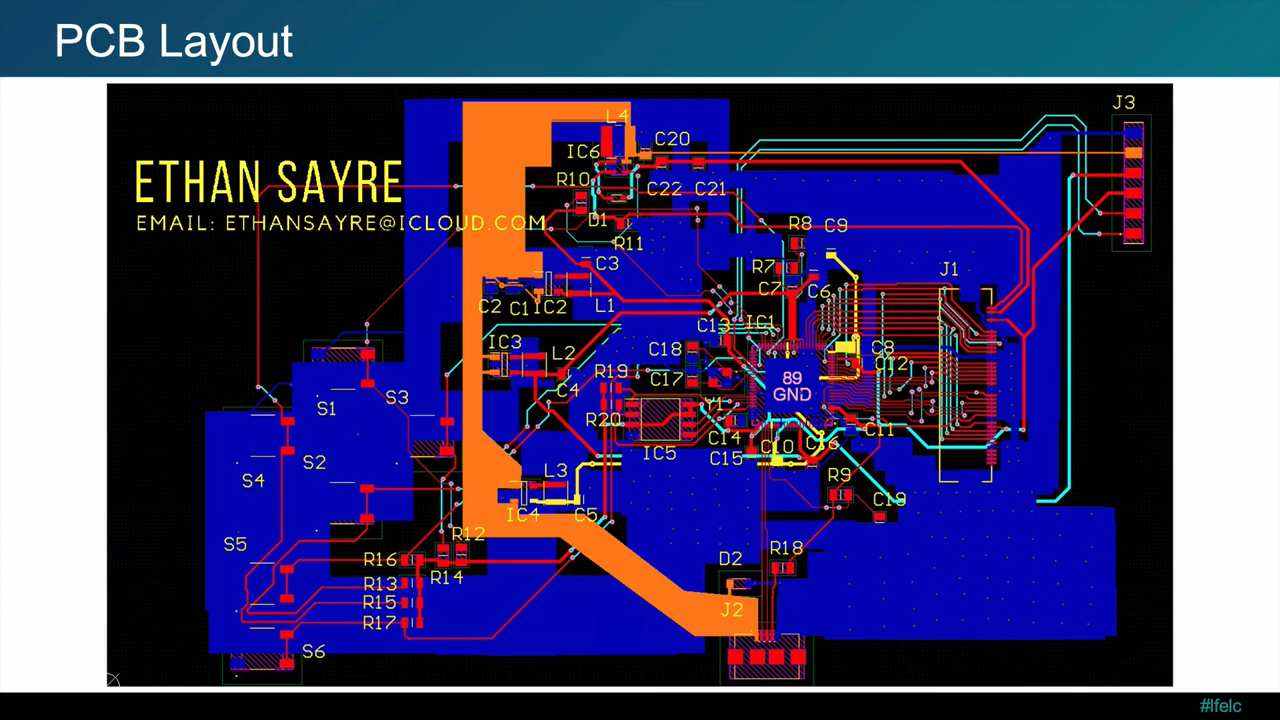 PCB Layout
ETHAN SAYRE
EMAIL: ETHANSAYRE@ICLOUD.COM
J3
L4
C20
IC6
R10
C22
C21
D1
R11
R8
C9
C3
R7
C7
C6
J1
C2
C1
IC2
L1
C13
IC1
IC3
L2
C18
C8
C12
C4
R19
C17
89
GND
S1
S3
R20
Y1
C14
C11
IC5
C10
C16
C15
S2
S4
L3
R9
IC4
C5
C19
S5
R12
R16
R14
D2
R18
R13
R15
J2
R17
S6
#lfelc